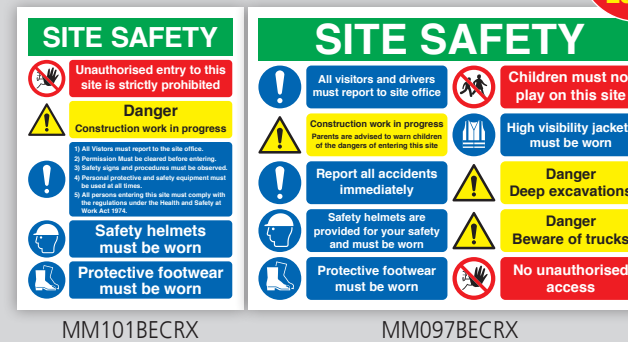 SITE SAFETY
Unauthorised entry to this
site is strictly prohibited
Danger
Construction work in progress
1) All Vistors must report to the site office.
2) Permission Must be cleared before entering.
3) Safety signs and procedures must be observed.
4) Personal protective and safety equipment must
be used at all times.
5) All persons entering this site must comply with
the regulations under the Health and Safety at
Work Act 1974.
Safety helmets
must be worn
Protective footwear
must be worn
MM101BECRX
SITE SAFETY
All visitors and drivers
must report to site office
Children must no
play on this site
Construction work in progress
Parents are advised to warn children
of the dangers of entering this site
High visibility jacket
must be worn
Report all accidents
immediately
Danger
Deep excavations
Safety helmets are
provided for your safety
and must be worn
Danger
Beware of trucks
Protective footwear
must be worn
No unauthorised
access
MM097BECRX